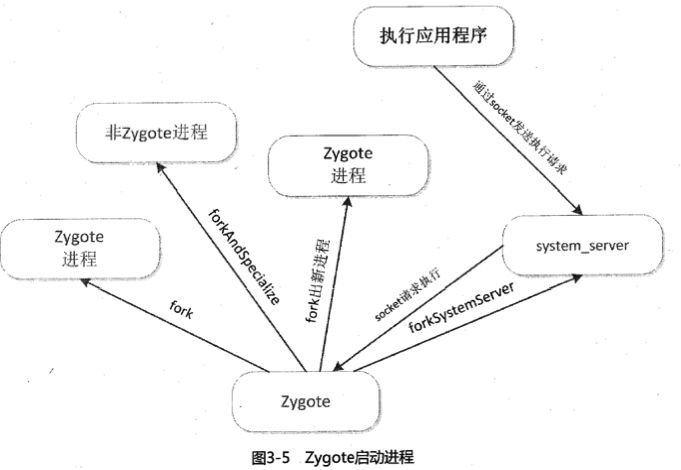 执行应用程序
通过socket发送执行请求
非Zygote进程
Zygote
进程
Zygote
进程
system_server
forkAndSpecialize
fork出新进程
socket请求执行
forkSystemServer
fork
Zygote
图3-5 Zygote启动进程